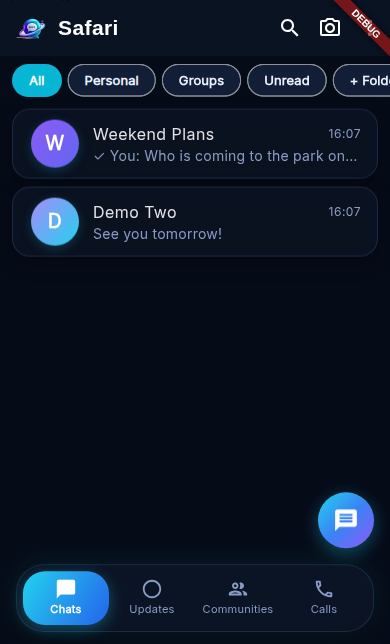 Safari
DEBUG
All
Personal
Groups
Unread
+ Folde
W
Weekend Plans
16:07
✓ You: Who is coming to the park on...
D
Demo Two
16:07
See you tomorrow!
Chats
Updates
Communities
Calls